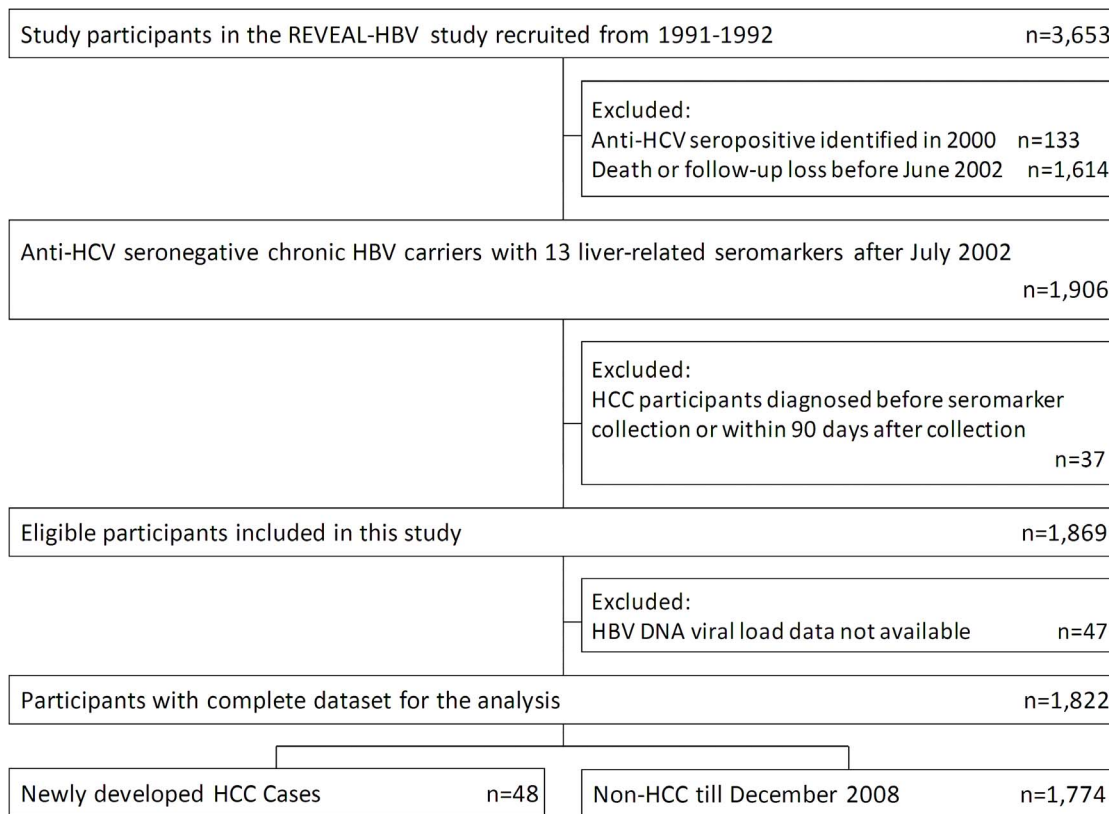 Study participants in the REVEAL-HBV study recruited from 1991-1992 n=3,653
Excluded:
Anti-HCV seropositive identified in 2000 n=133
Death or follow-up loss before June 2002 n=1,614
Anti-HCV seronegative chronic HBV carriers with 13 liver-related seromarkers after July 2002
n=1,906
Excluded:
HCC participants diagnosed before seromarker
collection or within 90 days after collection
n=37
Eligible participants included in this study n=1,869
Excluded:
HBV DNA viral load data not available n=47
Participants with complete dataset for the analysis n=1,822
Newly developed HCC Cases n=48
Non-HCC till December 2008 n=1,774